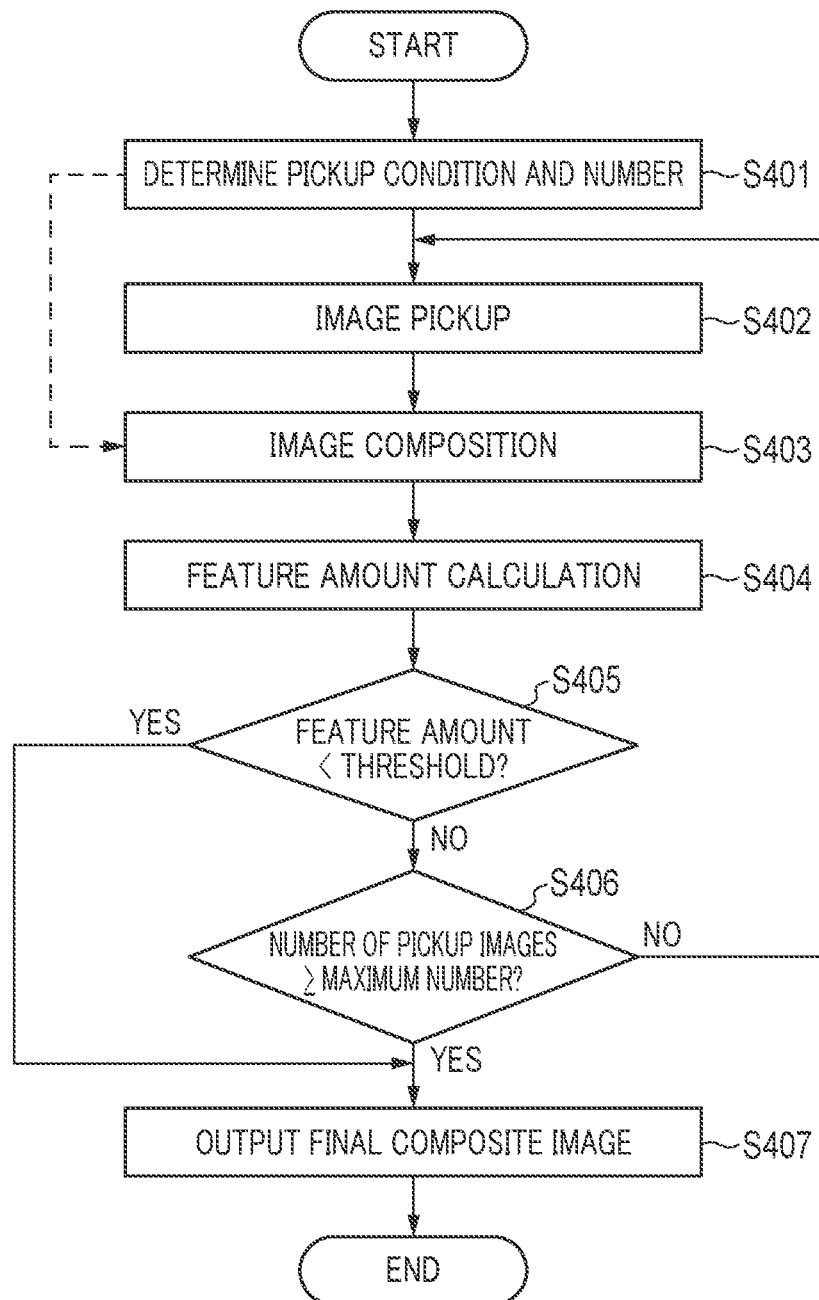 START
DETERMINE PICKUP CONDITION AND NUMBER
S401
IMAGE PICKUP
S402
IMAGE COMPOSITION
S403
FEATURE AMOUNT CALCULATION
S404
S405
YES
FEATURE AMOUNT
< THRESHOLD?
NO
S406
NUMBER OF PICKUP IMAGES
≥ MAXIMUM NUMBER?
NO
YES
OUTPUT FINAL COMPOSITE IMAGE
S407
END